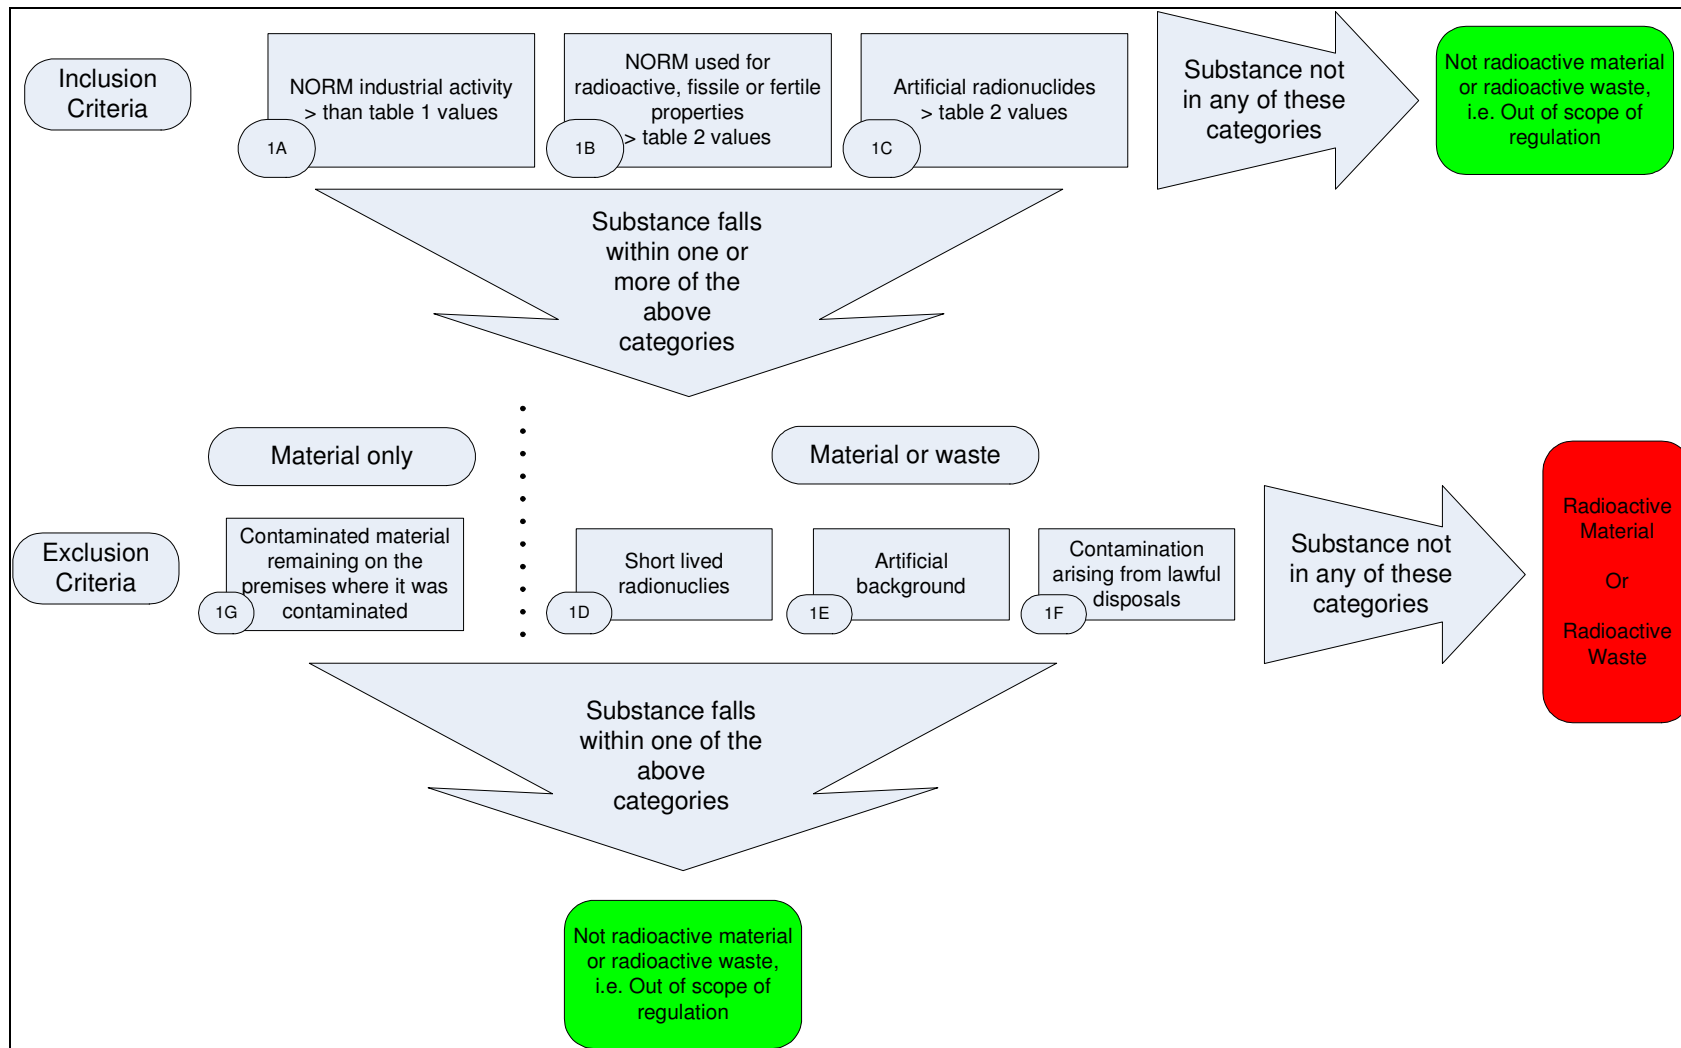 Inclusion
Criteria
NORM industrial activity
> than table 1 values
1A
NORM used for
radioactive, fissile or fertile
properties
> table 2 values
1B
Artificial radionuclides
> table 2 values
1C
Substance not
in any of these
categories
Not radioactive material
or radioactive waste,
i.e. Out of scope of
regulation
Substance falls
within one or
more of the
above
categories
Material only
Material or waste
Exclusion
Criteria
Contaminated material
remaining on the
premises where it was
contaminated
1G
Short lived
radionuclies
1D
Artificial
background
1E
Contamination
arising from lawful
disposals
1F
Substance not
in any of these
categories
Radioactive
Material
Or
Radioactive
Waste
Substance falls
within one of the
above
categories
Not radioactive material
or radioactive waste,
i.e. Out of scope of
regulation